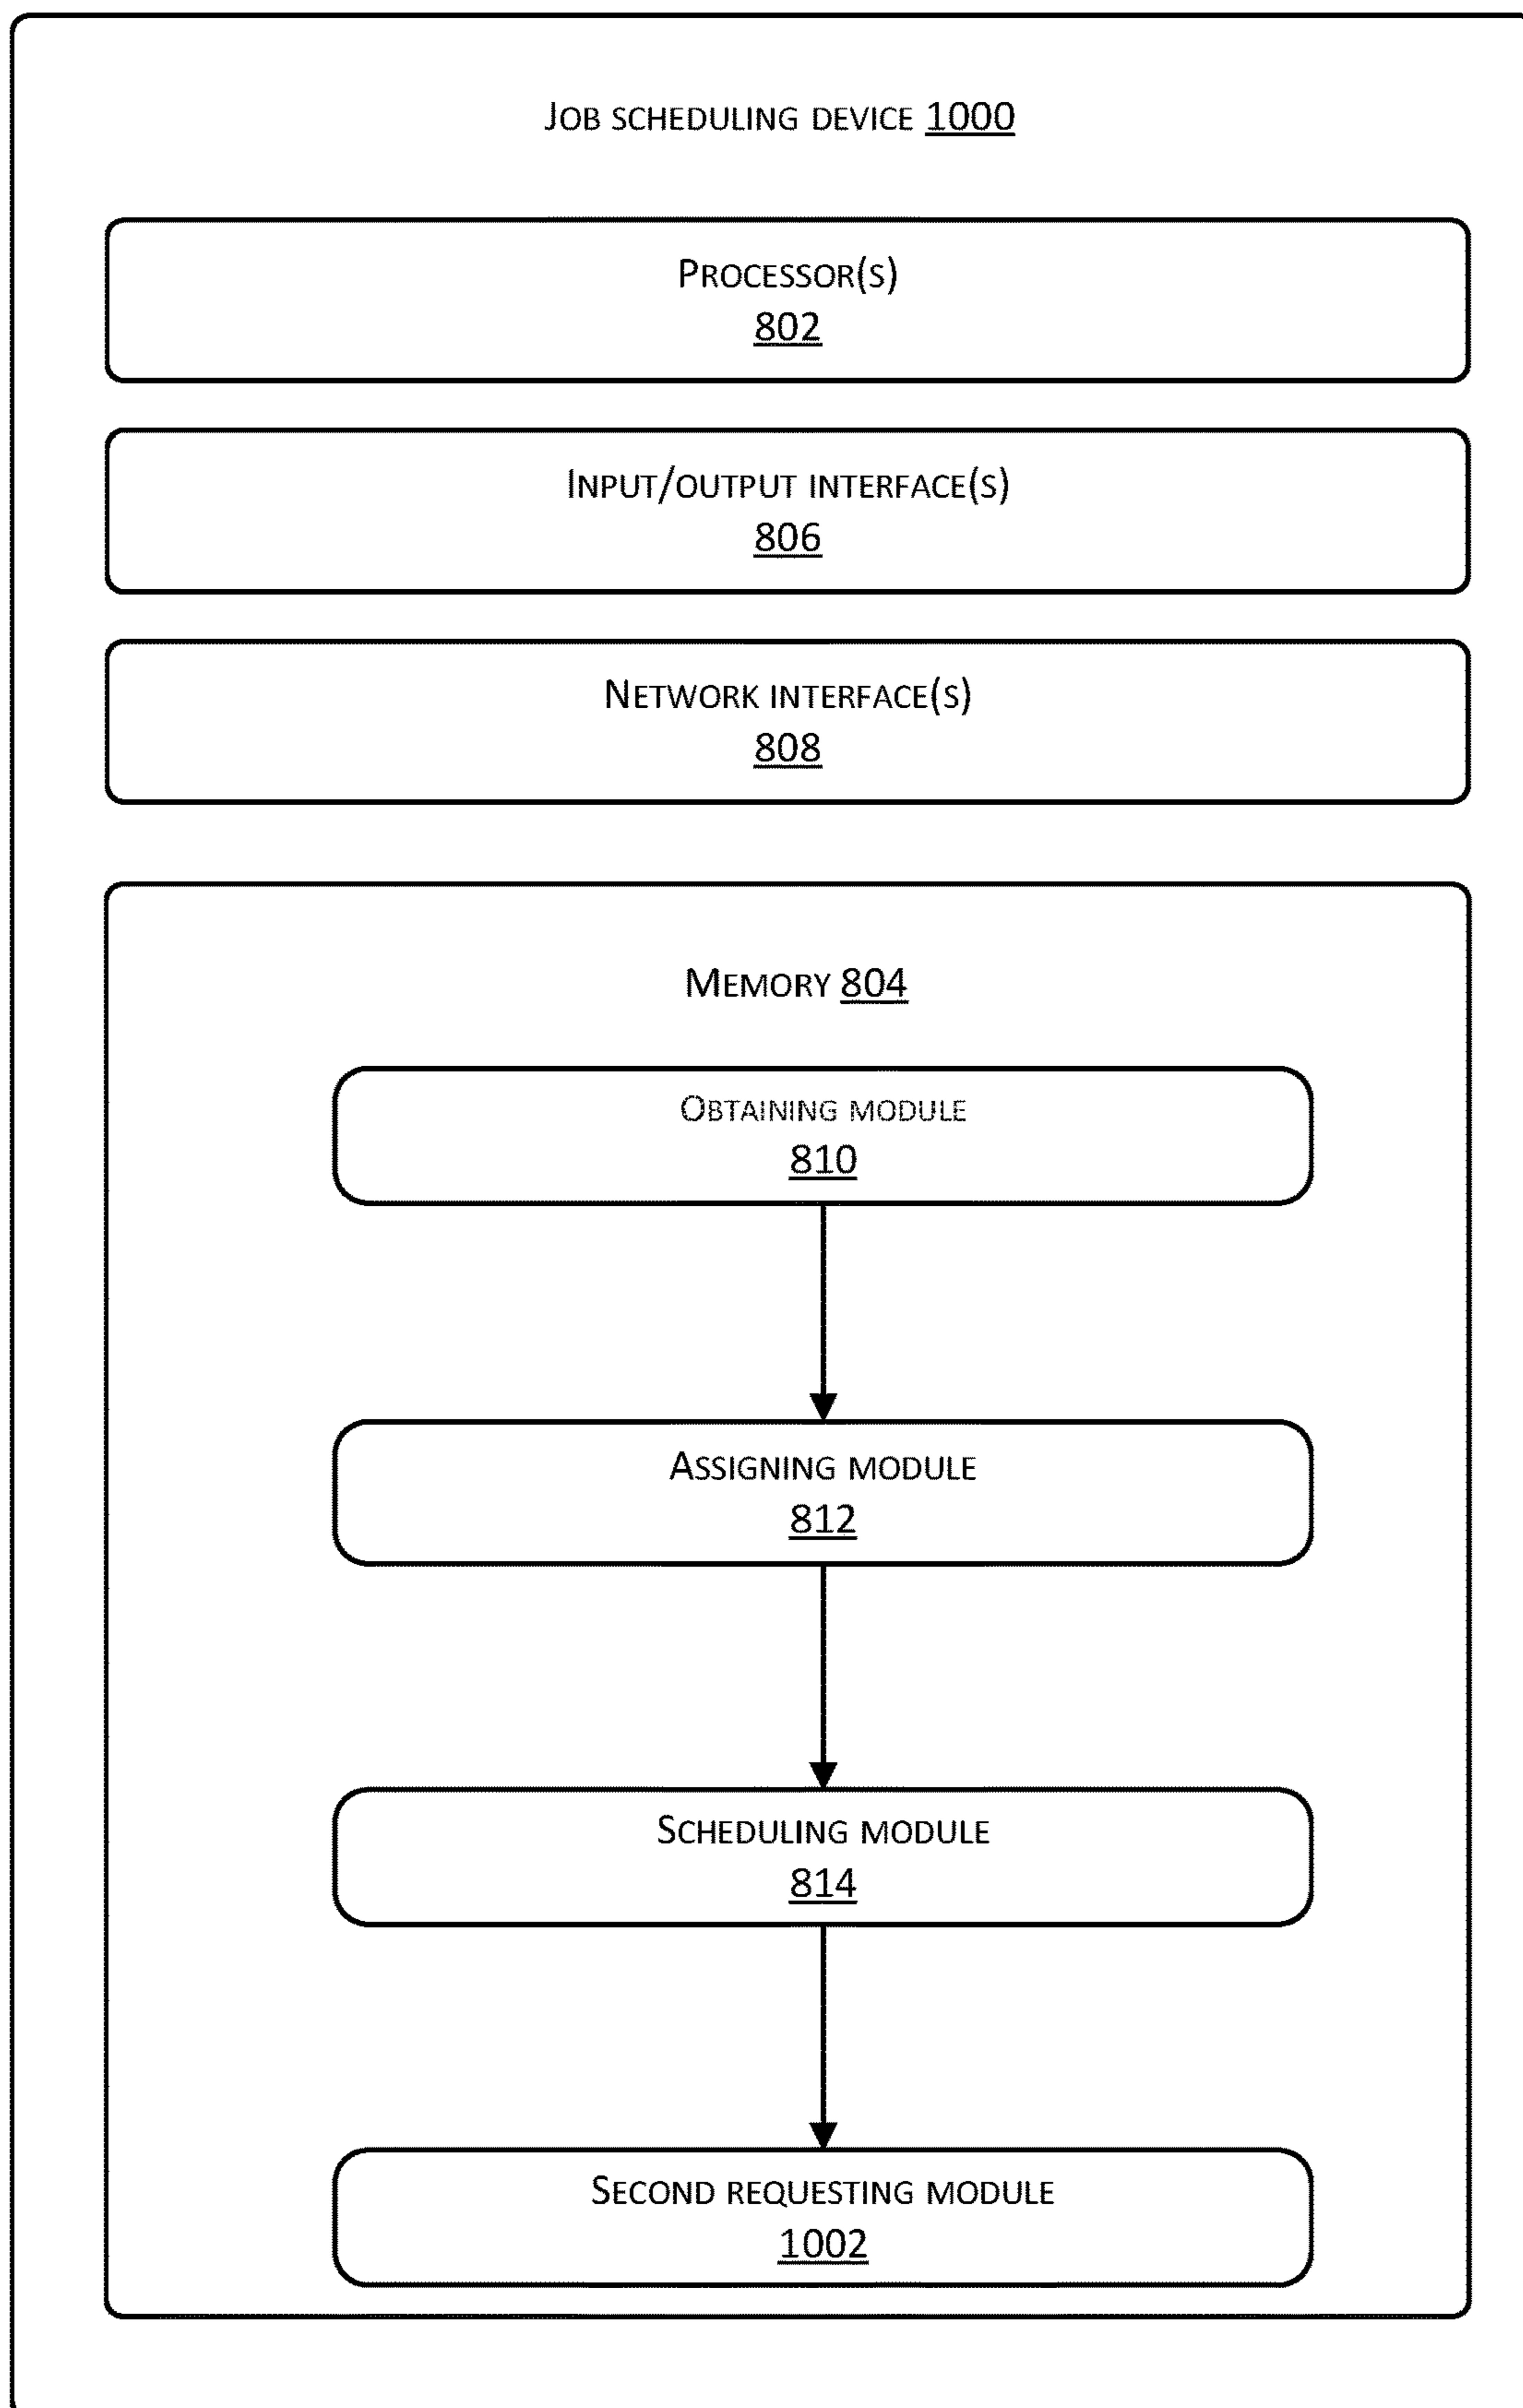 Job scheduling device 1000
Processor(s)
802
Input/output interface(s)
806
Network interface(s)
808
Memory 804
Obtaining module
810
Assigning module
812
Scheduling module
814
Second requesting module
1002